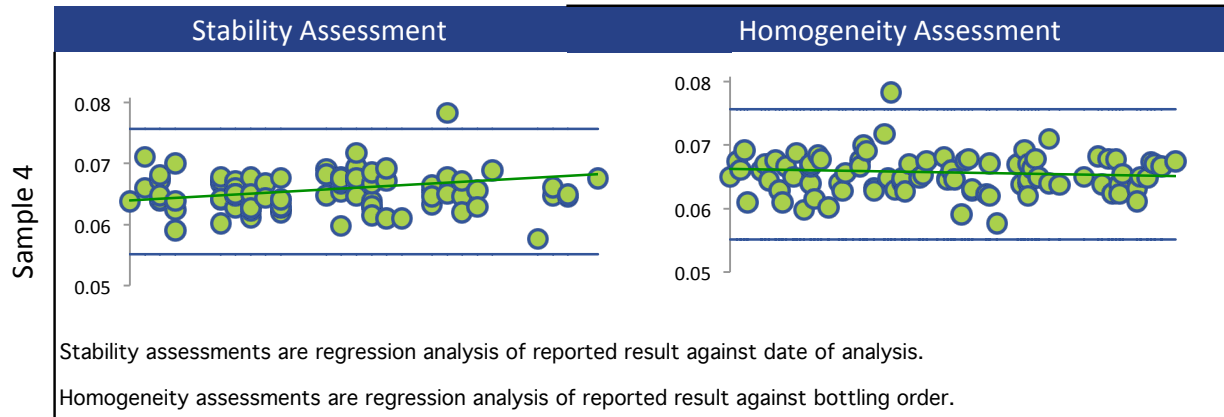 Stability Assessment
Homogeneity Assessment
Sample 4
0.08
0.07
0.06
0.05
0.08
0.07
0.06
0.05
Stability assessments are regression analysis of reported result against date of analysis.
Homogeneity assessments are regression analysis of reported result against bottling order.